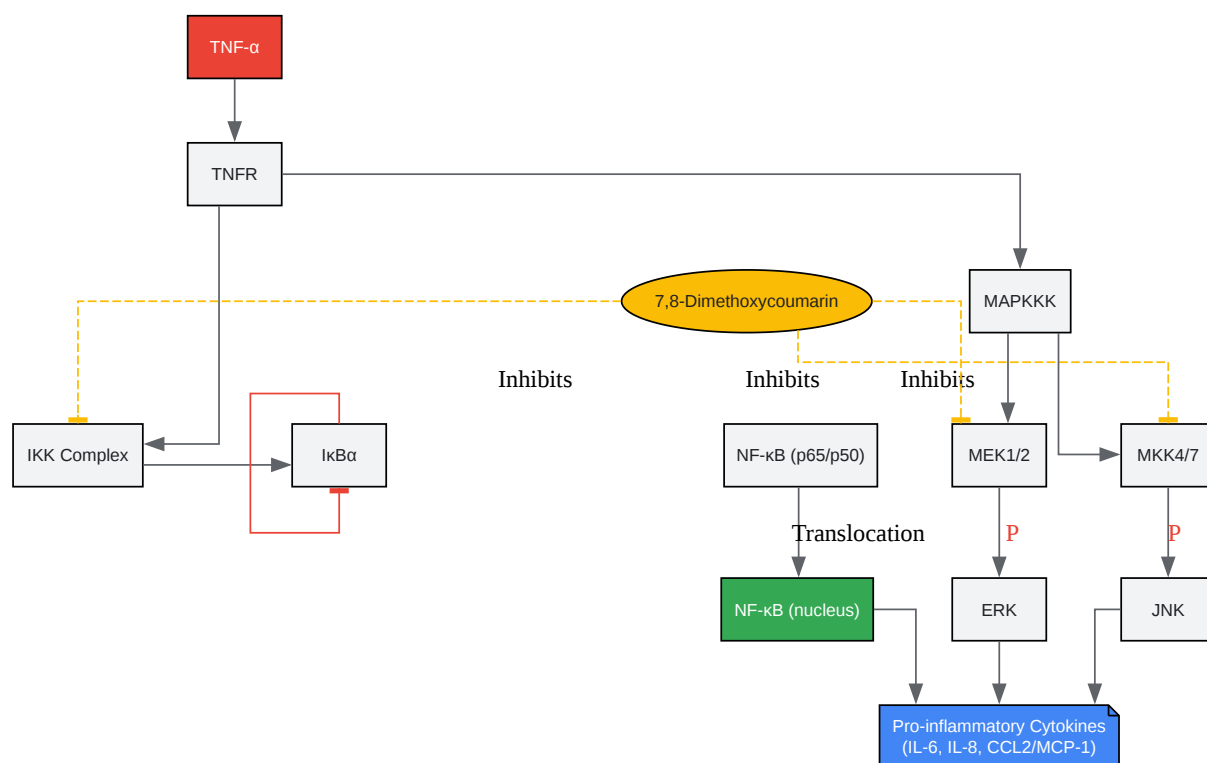 TNF-α
TNFR
7,8-Dimethoxycoumarin
MAPKKK
Inhibits
Inhibits
Inhibits
IKK Complex
IκBα
NF-κB (p65/p50)
MEK1/2
MKK4/7
Translocation
P
P
NF-κB (nucleus)
ERK
JNK
Pro-inflammatory Cytokines
(IL-6, IL-8, CCL2/MCP-1)